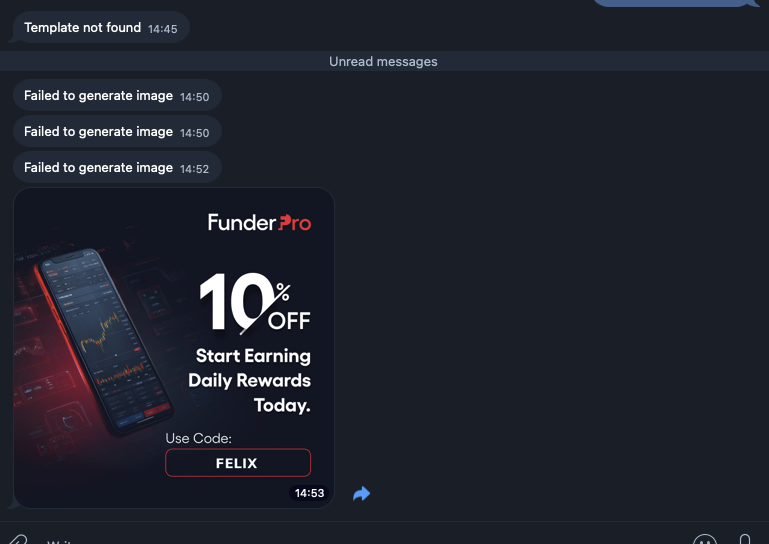 Template not found 14:45
Unread messages
Failed to generate image 14:50
Failed to generate image 14:50
Failed to generate image 14:52
FunderPro
10% OFF
Start Earning
Daily Rewards
Today.
Use Code:
FELIX
14:53